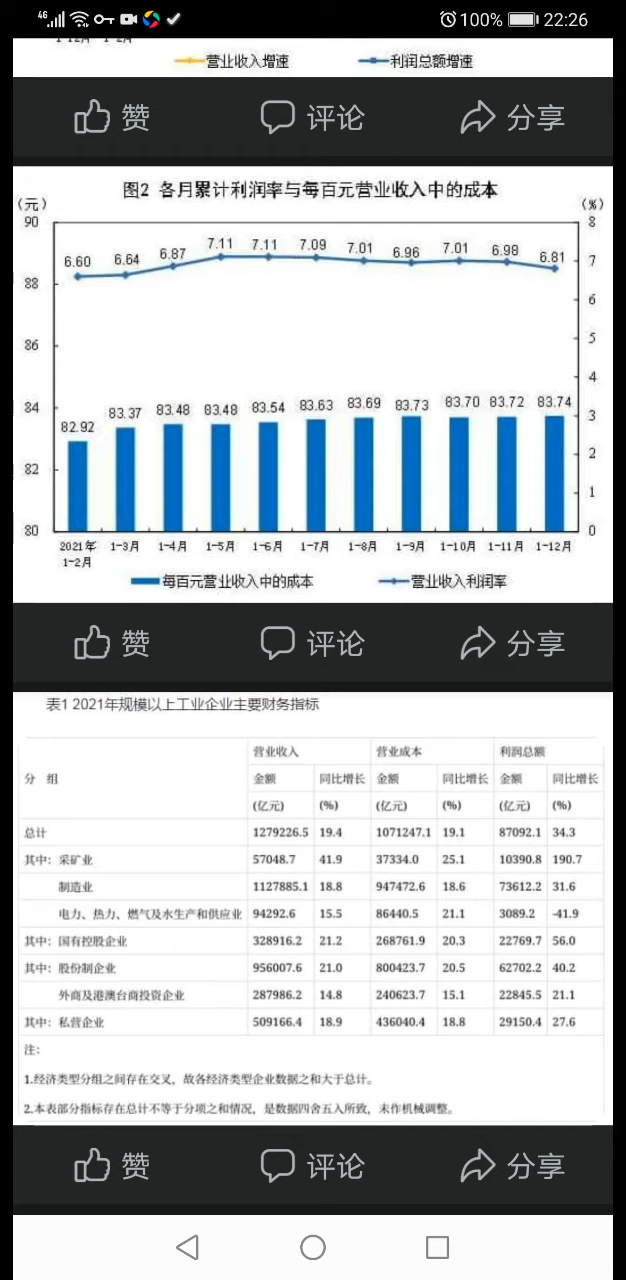 46 100% 22:26
营业收入增速 利润总额增速
赞 评论 分享
图2 各月累计利润率与每百元营业收入中的成本
(元) (%)
90 8
7.11 7.11 7.09 7.01 6.96 7.01 6.98 6.81
6.60 6.64 6.87 7
88
6
86 5
84 4
82.92 83.37 83.48 83.48 83.54 83.63 83.69 83.73 83.70 83.72 83.74
3
82 2
1
80 0
2021年 1-3月 1-4月 1-5月 1-6月 1-7月 1-8月 1-9月 1-10月 1-11月 1-12月
1-2月
每百元营业收入中的成本 营业收入利润率
赞 评论 分享
表1 2021年规模以上工业企业主要财务指标
营业收入 营业成本 利润总额
分 组 金额 同比增长 金额 同比增长 金额 同比增长
(亿元) (%) (亿元) (%) (亿元) (%)
总计 1279226.5 19.4 1071247.1 19.1 87092.1 34.3
其中：采矿业 57048.7 41.9 37334.0 25.1 10390.8 190.7
制造业 1127885.1 18.8 947472.6 18.6 73612.2 31.6
电力、热力、燃气及水生产和供应业 94292.6 15.5 86440.5 21.1 3089.2 -41.9
其中：国有控股企业 328916.2 21.2 268761.9 20.3 22769.7 56.0
其中：股份制企业 956007.6 21.0 800423.7 20.5 62702.2 40.2
外商及港澳台商投资企业 287986.2 14.8 240623.7 15.1 22845.5 21.1
其中：私营企业 509166.4 18.9 436040.4 18.8 29150.4 27.6
注：
1.经济类型分组之间存在交叉，故各经济类型企业数据之和大于总计。
2.本表部分指标存在总计不等于分项之和情况，是数据四舍五入所致，未作机械调整。
赞 评论 分享